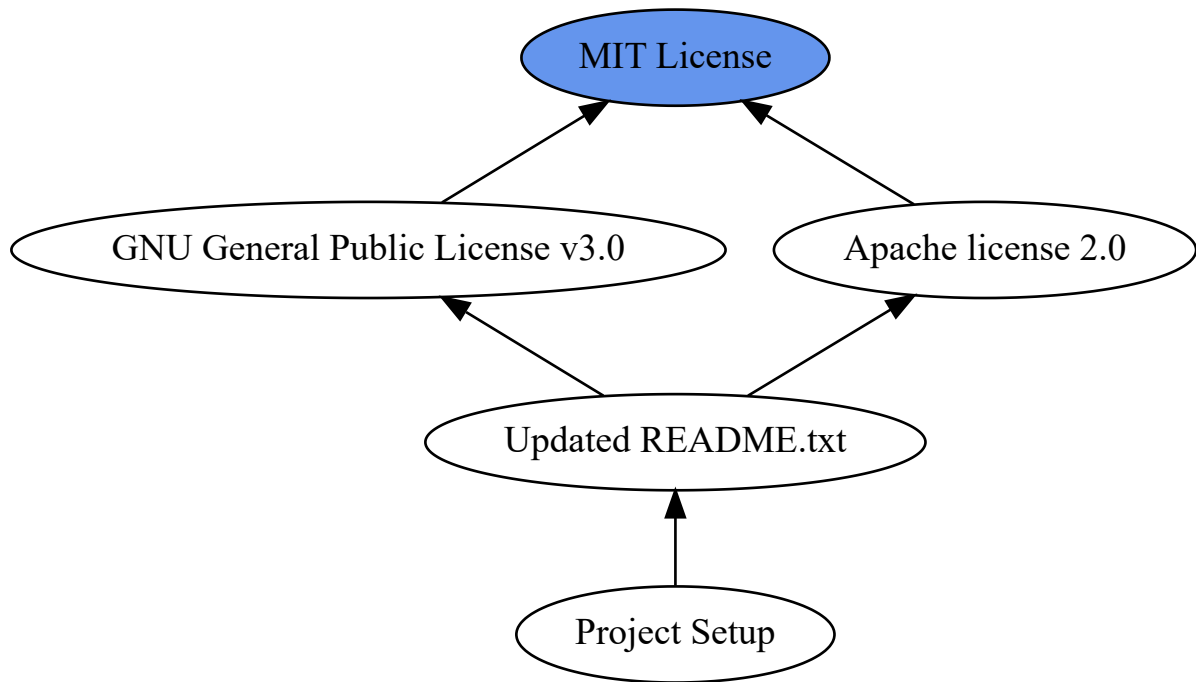 MIT License
GNU General Public License v3.0
Apache license 2.0
Updated README.txt
Project Setup